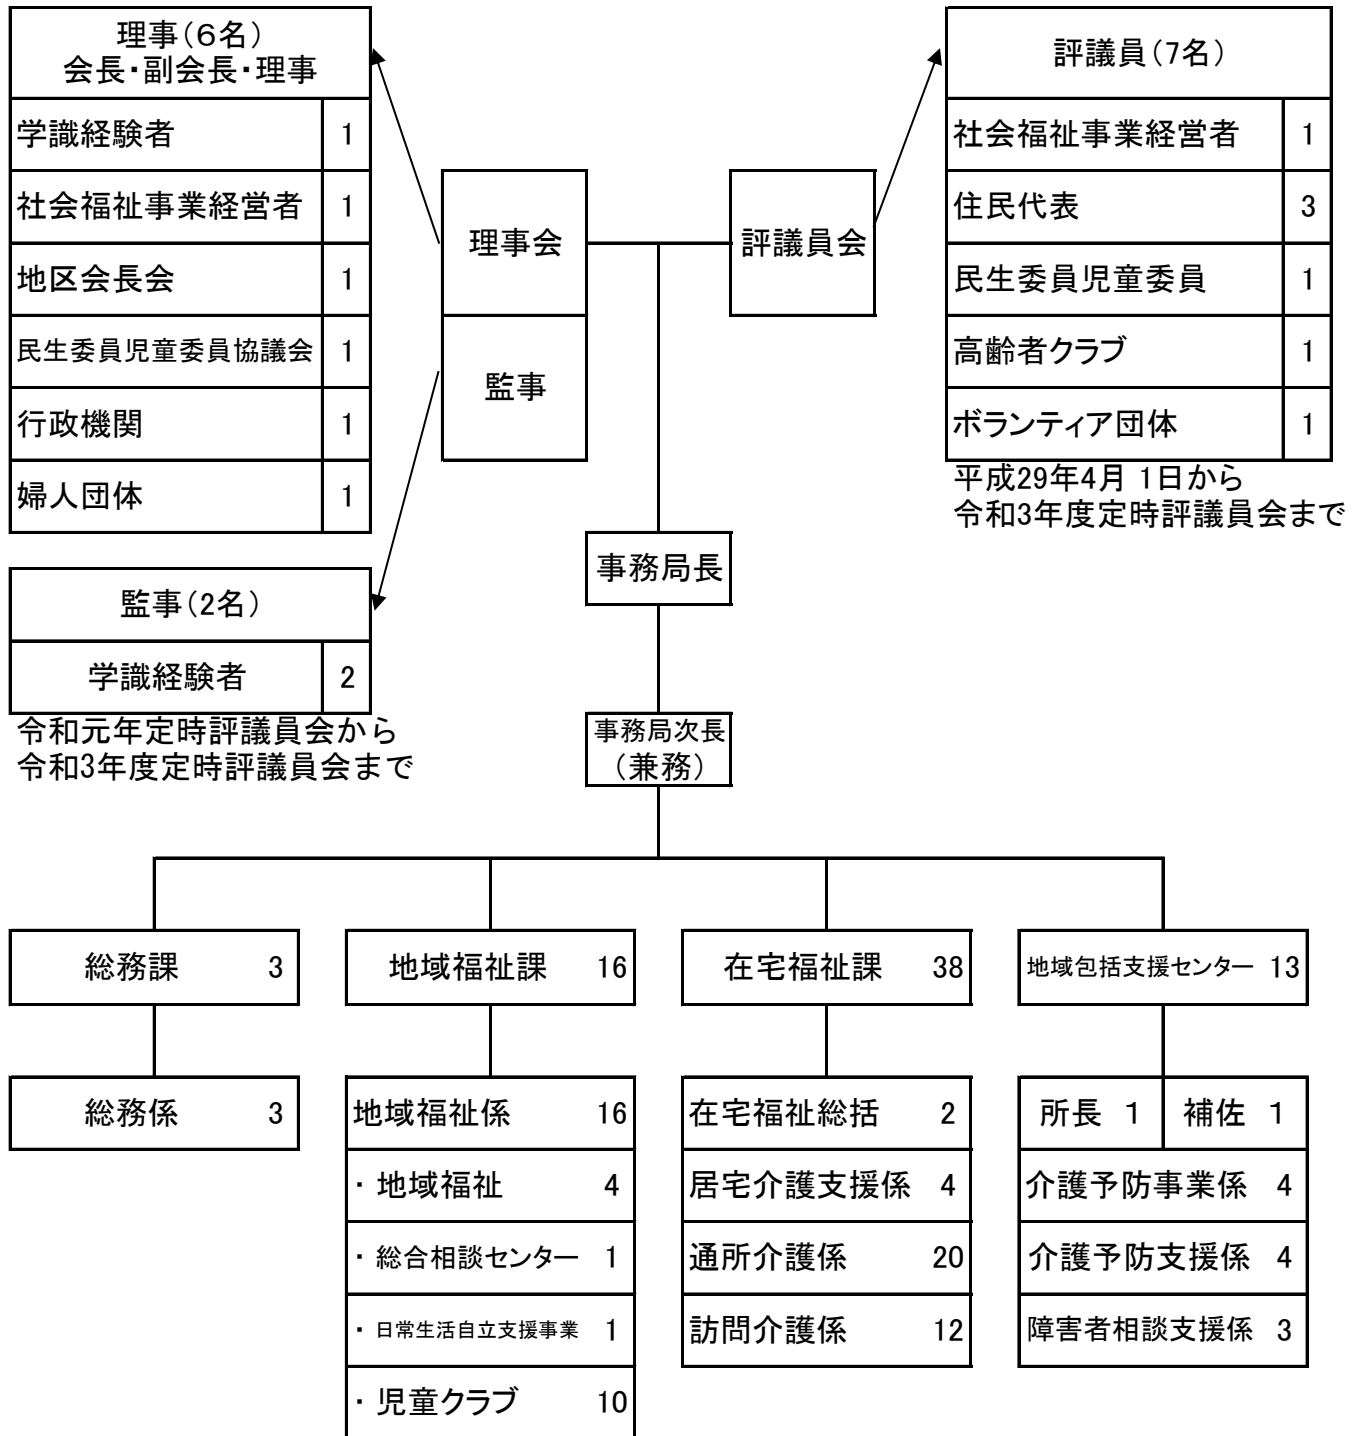 理事（６名）
会長・副会長・理事
学識経験者 1
社会福祉事業経営者 1
地区会長会 1
民生委員児童委員協議会 1
行政機関 1
婦人団体 1
理事会
監事
評議員会
評議員（7名）
社会福祉事業経営者 1
住民代表 3
民生委員児童委員 1
高齢者クラブ 1
ボランティア団体 1
平成29年4月 1日から
令和3年度定時評議員会まで
監事（2名）
学識経験者 2
令和元年定時評議員会から
令和3年度定時評議員会まで
事務局長
事務局次長
（兼務）
総務課 3
地域福祉課 16
在宅福祉課 38
地域包括支援センター 13
総務係 3
地域福祉係 16
・ 地域福祉 4
・ 総合相談センター 1
・ 日常生活自立支援事業 1
・ 児童クラブ 10
在宅福祉総括 2
居宅介護支援係 4
通所介護係 20
訪問介護係 12
所長 1 補佐 1
介護予防事業係 4
介護予防支援係 4
障害者相談支援係 3